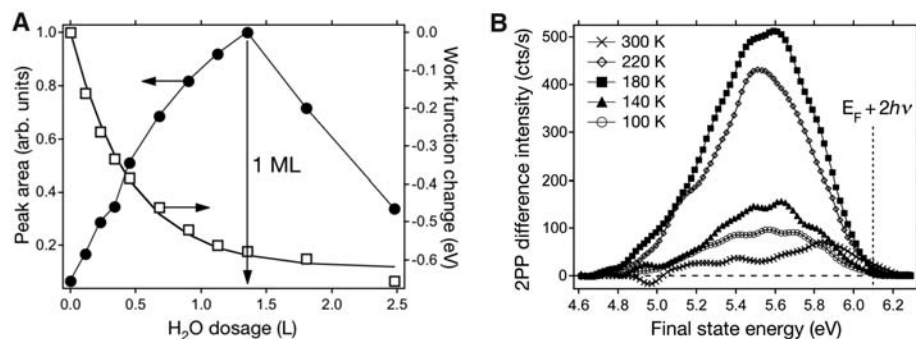 A
Peak area (arb. units)
1.0
0.8
0.6
0.4
0.2
0.0
-0.1
-0.2
-0.3
-0.4
-0.5
-0.6
Work function change (eV)
1 ML
0.0
0.5
1.0
1.5
2.0
2.5
H₂O dosage (L)
B
2PP difference intensity (cts/s)
500
400
300
200
100
0
300 K
220 K
180 K
140 K
100 K
E_F + 2hν
4.6
4.8
5.0
5.2
5.4
5.6
5.8
6.0
6.2
Final state energy (eV)